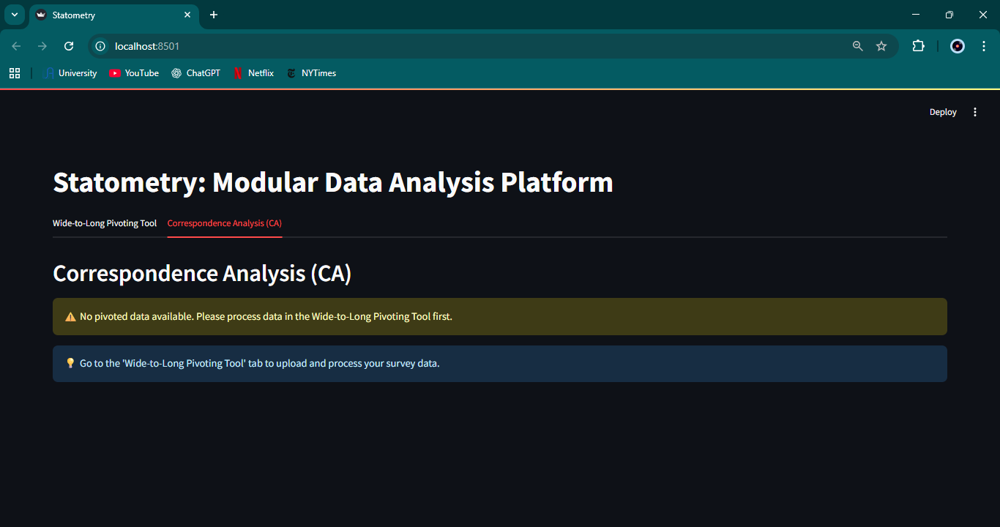 Statometry
localhost:8501
University
YouTube
ChatGPT
Netflix
NYTimes
Deploy
Statometry: Modular Data Analysis Platform
Wide-to-Long Pivoting Tool
Correspondence Analysis (CA)
Correspondence Analysis (CA)
No pivoted data available. Please process data in the Wide-to-Long Pivoting Tool first.
Go to the 'Wide-to-Long Pivoting Tool' tab to upload and process your survey data.